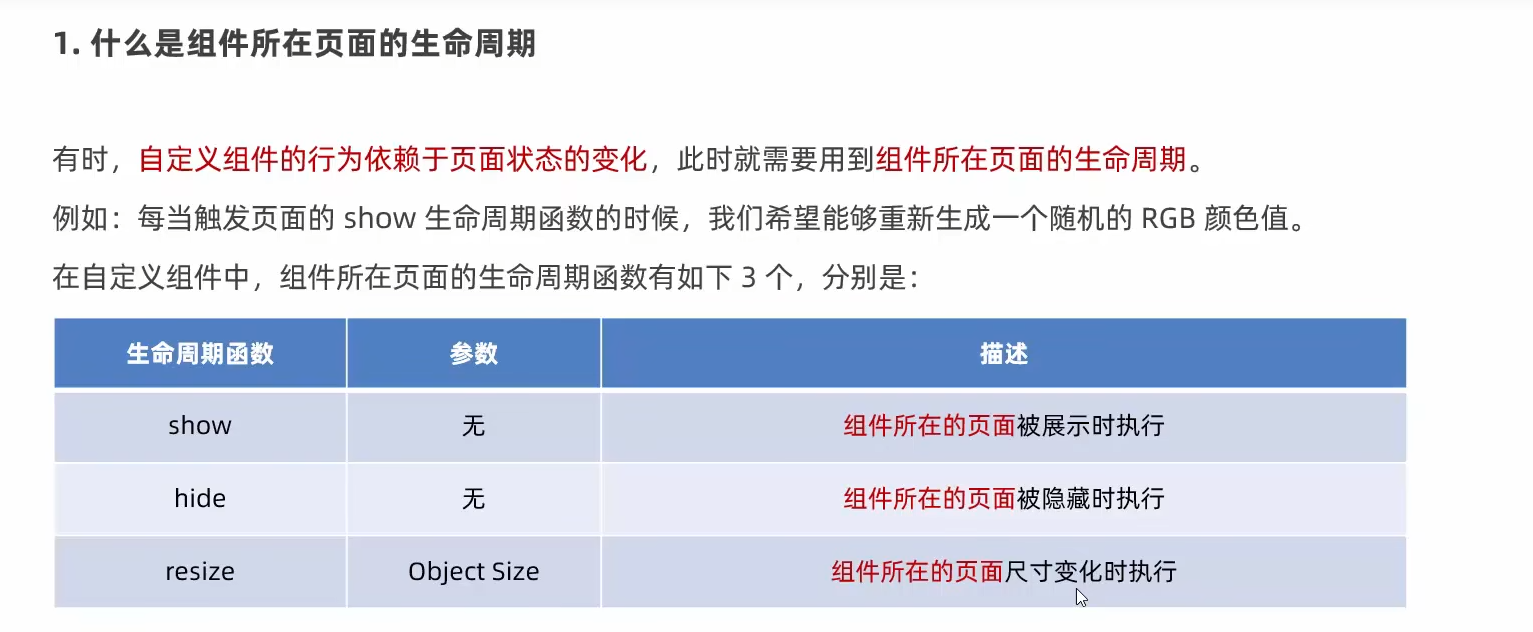 1. 什么是组件所在页面的生命周期
有时，自定义组件的行为依赖于页面状态的变化，此时就需要用到组件所在页面的生命周期。
例如：每当触发页面的 show 生命周期函数的时候，我们希望能够重新生成一个随机的 RGB 颜色值。
在自定义组件中，组件所在页面的生命周期函数有如下 3 个，分别是：
生命周期函数 参数 描述
show 无 组件所在的页面被展示时执行
hide 无 组件所在的页面被隐藏时执行
resize Object Size 组件所在的页面尺寸变化时执行